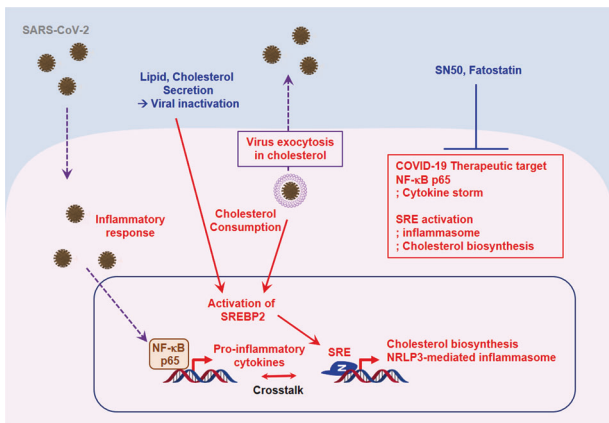 SARS-CoV-2
Lipid, Cholesterol
Secretion
→ Viral inactivation
SN50, Fatostatin
Virus exocytosis
in cholesterol
COVID-19 Therapeutic target
NF-κB p65
; Cytokine storm
SRE activation
; inflammasome
; Cholesterol biosynthesis
Inflammatory
response
Cholesterol
Consumption
Activation of
SREBP2
NF-κB
p65
Pro-inflammatory
cytokines
Crosstalk
SRE
N
Cholesterol biosynthesis
NRLP3-mediated inflammasome